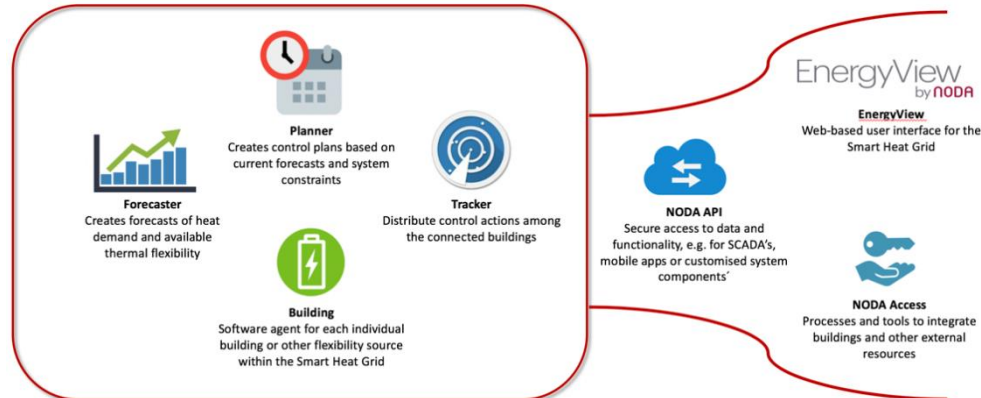 Planner
Creates control plans based on
current forecasts and system
constraints
Forecaster
Creates forecasts of heat
demand and available
thermal flexibility
Tracker
Distribute control actions among
the connected buildings
Building
Software agent for each individual
building or other flexibility source
within the Smart Heat Grid
NODA API
Secure access to data and
functionality, e.g. for SCADA's,
mobile apps or customised system
components´
EnergyView
by NODA
EnergyView
Web-based user interface for the
Smart Heat Grid
NODA Access
Processes and tools to integrate
buildings and other external
resources